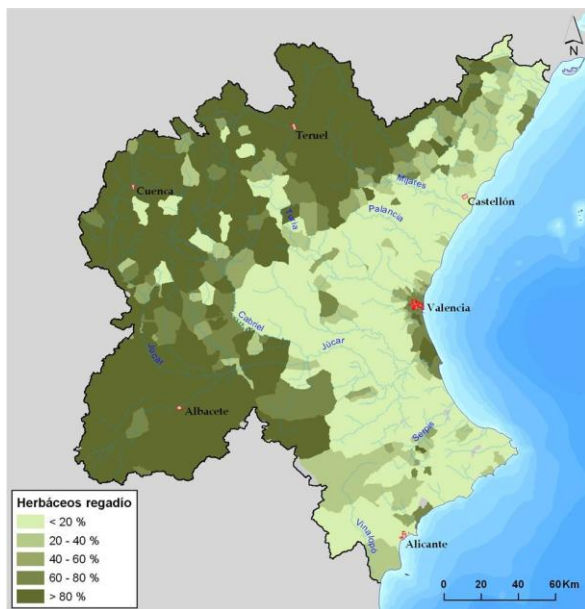 N
Teruel
Cuenca
Mijares
Castellón
Palancia
Turia
Valencia
Cabriel
Júcar
Júcar
Albacete
Serpis
Vinalopó
Alicante
Herbáceos regadio
< 20 %
20 - 40 %
40 - 60 %
60 - 80 %
> 80 %
0 20 40 60 Km